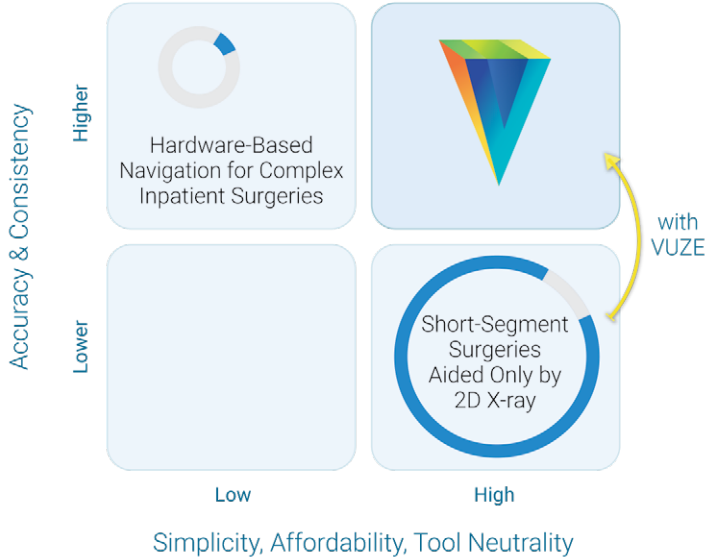 Accuracy & Consistency
Higher
Hardware-Based
Navigation for Complex
Inpatient Surgeries
with
VUZE
Lower
Short-Segment
Surgeries
Aided Only by
2D X-ray
Low
High
Simplicity, Affordability, Tool Neutrality